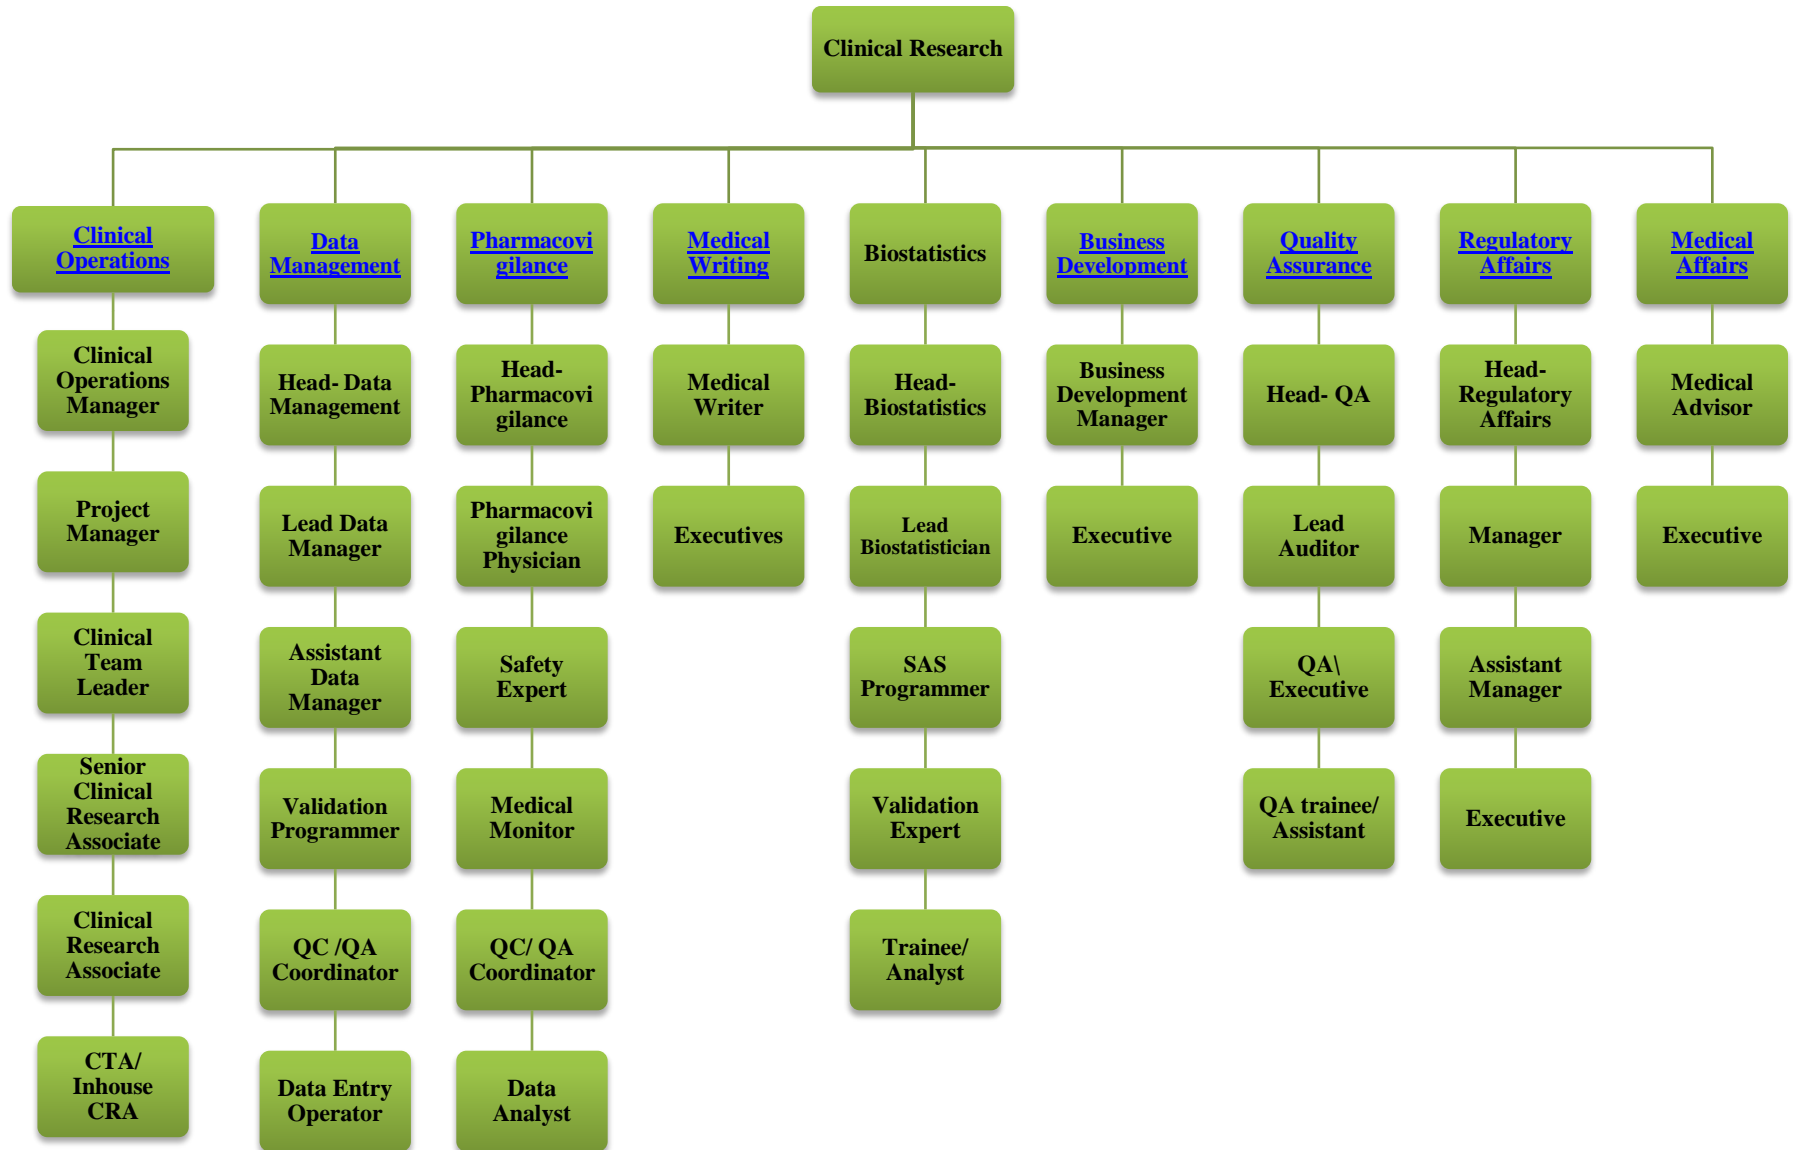 Clinical Research
Clinical
Operations
Clinical
Operations
Manager
Project
Manager
Clinical
Team
Leader
Senior
Clinical
Research
Associate
Clinical
Research
Associate
CTA/
Inhouse
CRA
Data
Management
Head- Data
Management
Lead Data
Manager
Assistant
Data
Manager
Validation
Programmer
QC /QA
Coordinator
Data Entry
Operator
Pharmacovi
gilance
Head-
Pharmacovi
gilance
Pharmacovi
gilance
Physician
Safety
Expert
Medical
Monitor
QC/ QA
Coordinator
Data
Analyst
Medical
Writing
Medical
Writer
Executives
Biostatistics
Head-
Biostatistics
Lead
Biostatistician
SAS
Programmer
Validation
Expert
Trainee/
Analyst
Business
Development
Business
Development
Manager
Executive
Quality
Assurance
Head- QA
Lead
Auditor
QA\
Executive
QA trainee/
Assistant
Regulatory
Affairs
Head-
Regulatory
Affairs
Manager
Assistant
Manager
Executive
Medical
Affairs
Medical
Advisor
Executive